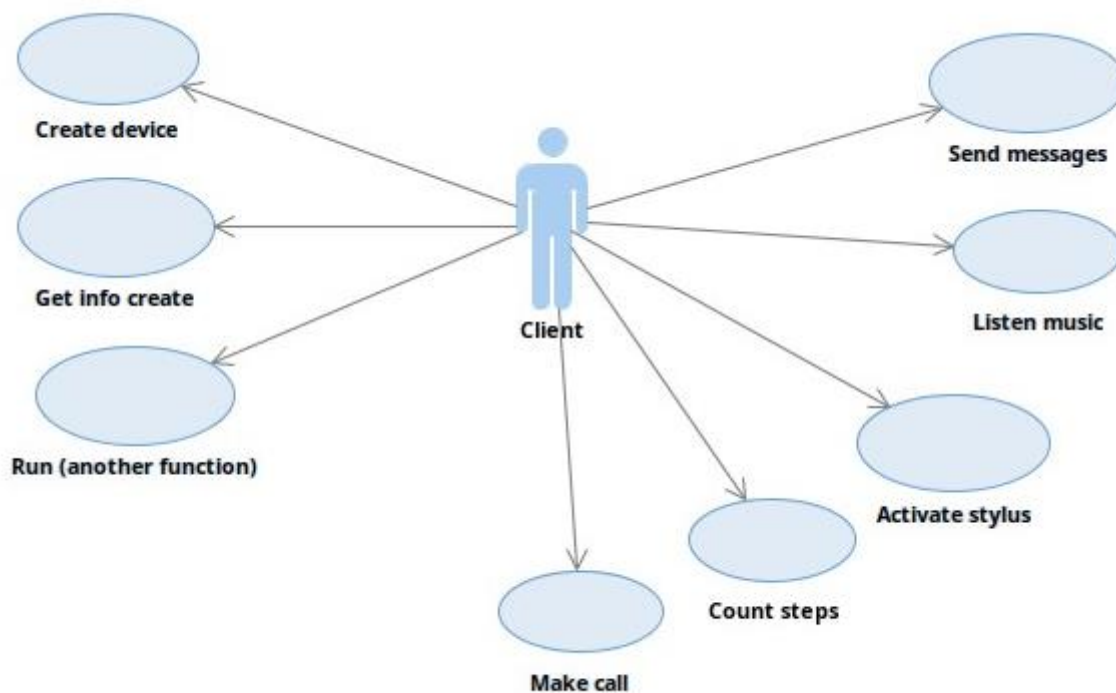 Create device
Send messages
Get info create
Client
Listen music
Run (another function)
Activate stylus
Count steps
Make call